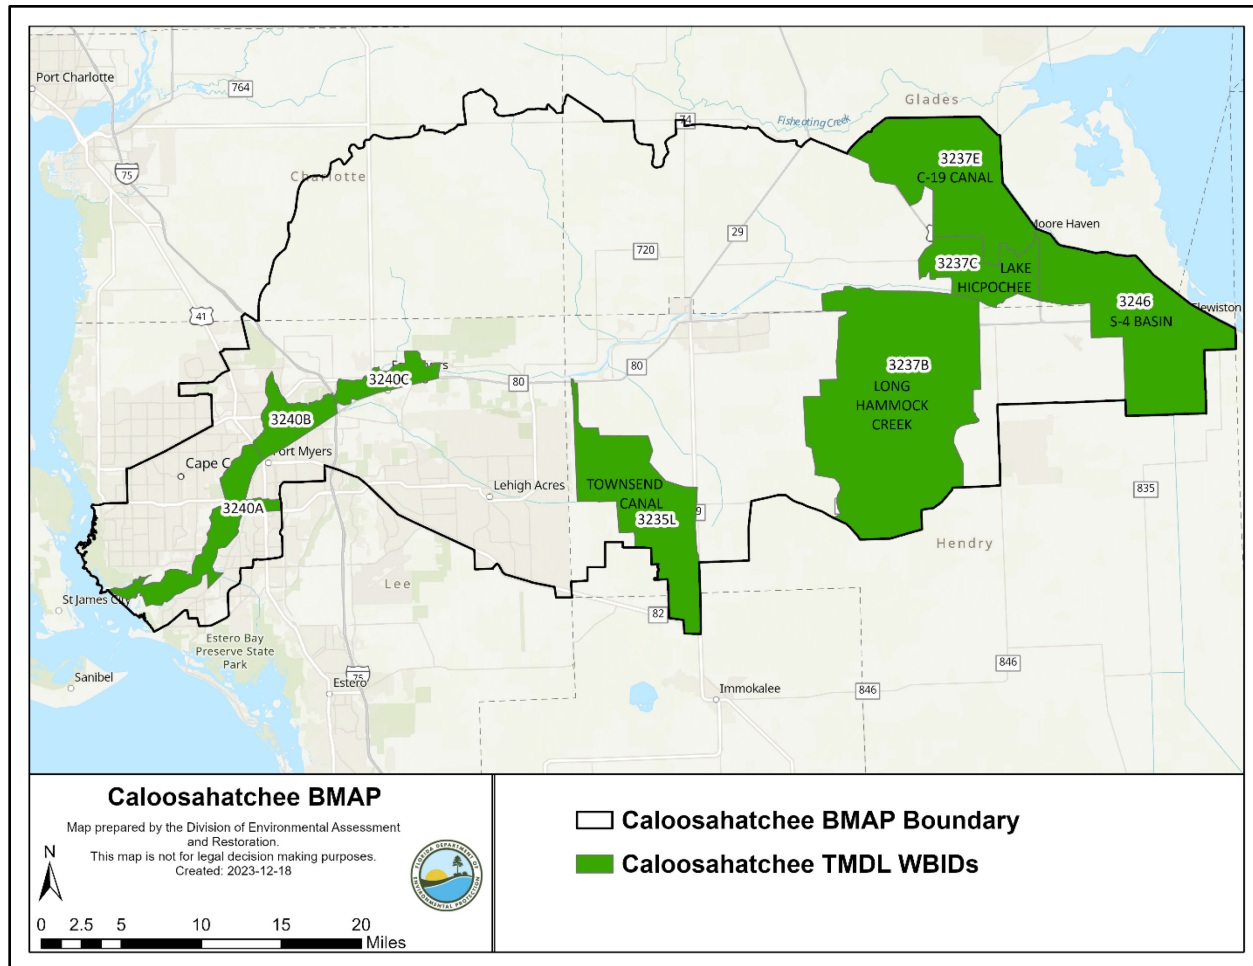 Port Charlotte
764
Glades
74
Fisheating Creek
75
Charlotte
3237E
C-19 CANAL
29
Moore Haven
720
3237C
LAKE
HICPOCHEE
41
3246
S-4 BASIN
3237B
LONG
HAMMOCK
CREEK
3240C
80
80
3240B
Fort Myers
Cape C
Lehigh Acres
TOWNSEND
CANAL
3235L
835
3240A
Hendry
Lee
St James City
82
Estero Bay
Preserve State
Park
Sanibel
75
Estero
846
846
Immokalee
Caloosahatchee BMAP
Map prepared by the Division of Environmental Assessment
and Restoration.
This map is not for legal decision making purposes.
Created: 2023-12-18
N
0 2.5 5 10 15 20
Miles
FLORIDA DEPARTMENT OF
ENVIRONMENTAL PROTECTION
Caloosahatchee BMAP Boundary
Caloosahatchee TMDL WBIDs